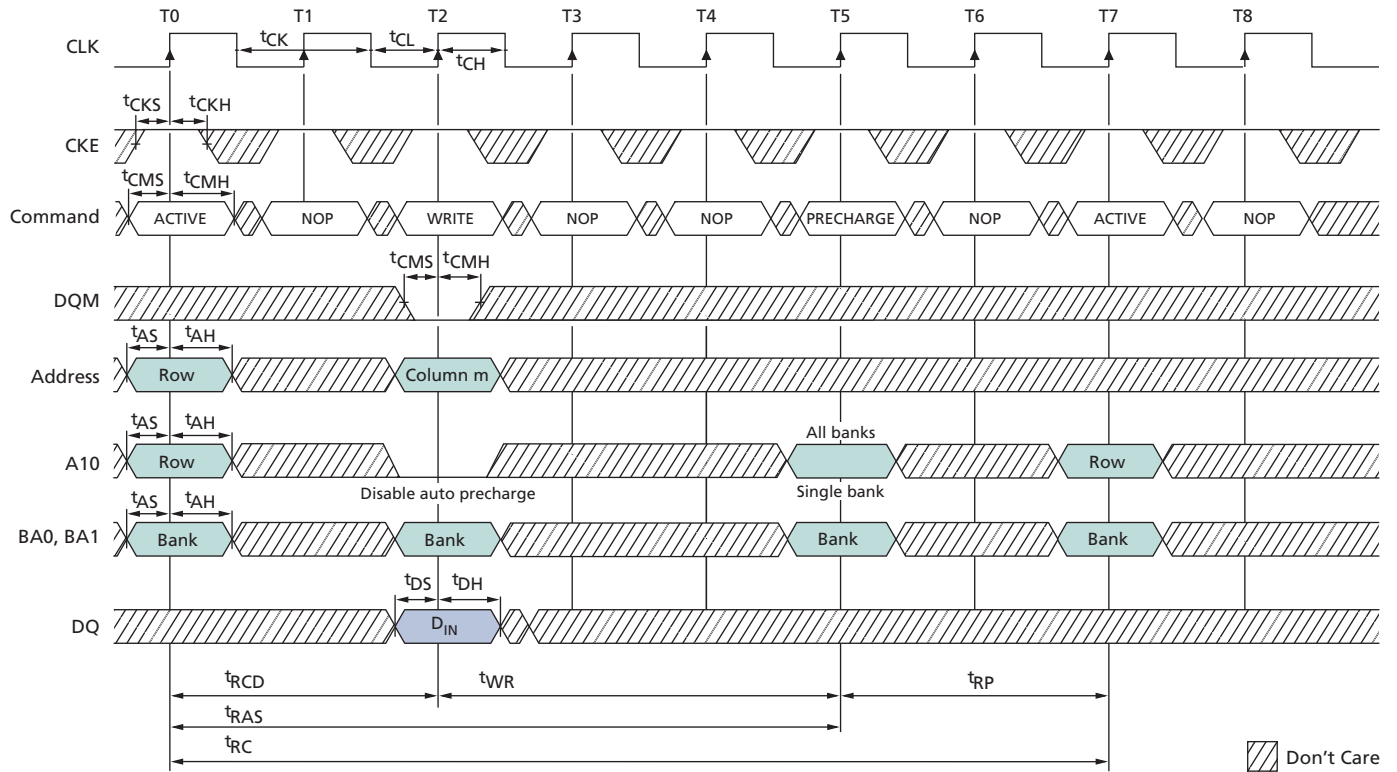 T0 T1 T2 T3 T4 T5 T6 T7 T8
CLK
tCK tCL
tCH
tCKS tCKH
CKE
tCMS tCMH
Command ACTIVE NOP WRITE NOP NOP PRECHARGE NOP ACTIVE NOP
tCMS tCMH
DQM
tAS tAH
Address Row Column m
tAS tAH
All banks
A10 Row Row
Disable auto precharge Single bank
tAS tAH
BA0, BA1 Bank Bank Bank Bank
tDS tDH
DQ DIN
tRCD tWR tRP
tRAS
tRC
Don't Care